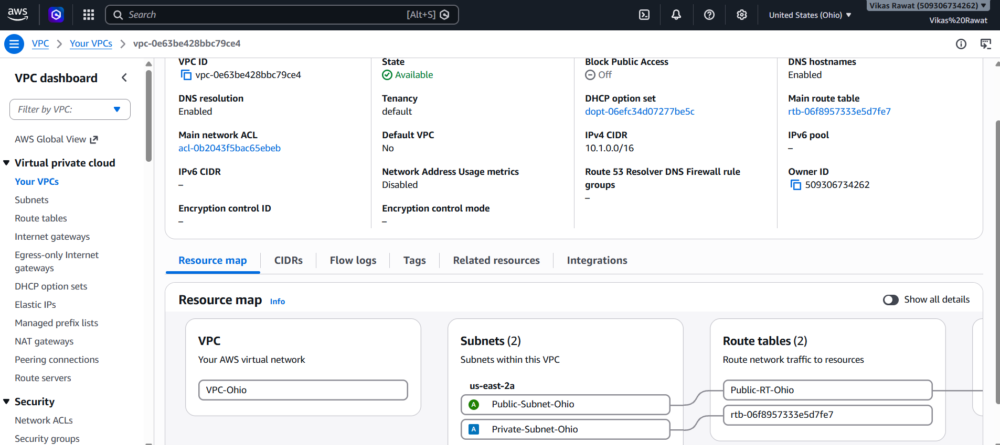 aws
Search
[Alt+S]
United States (Ohio) ▼
Vikas Rawat (509306734262) ▼
Vikas%20Rawat
VPC
Your VPCs
vpc-0e63be428bbc79ce4
VPC dashboard
Filter by VPC:
AWS Global View
Virtual private cloud
Your VPCs
Subnets
Route tables
Internet gateways
Egress-only Internet
gateways
DHCP option sets
Elastic IPs
Managed prefix lists
NAT gateways
Peering connections
Route servers
Security
Network ACLs
Security groups
VPC ID
vpc-0e63be428bbc79ce4
State
Available
Block Public Access
Off
DNS hostnames
Enabled
DNS resolution
Enabled
Tenancy
default
DHCP option set
dopt-06efc34d07277be5c
Main route table
rtb-06f8957333e5d7fe7
Main network ACL
acl-0b2043f5bac65ebeb
Default VPC
No
IPv4 CIDR
10.1.0.0/16
IPv6 pool
–
IPv6 CIDR
–
Network Address Usage metrics
Disabled
Route 53 Resolver DNS Firewall rule
groups
–
Owner ID
509306734262
Encryption control ID
–
Encryption control mode
–
Resource map
CIDRs
Flow logs
Tags
Related resources
Integrations
Resource map Info
Show all details
VPC
Your AWS virtual network
VPC-Ohio
Subnets (2)
Subnets within this VPC
us-east-2a
A Public-Subnet-Ohio
A Private-Subnet-Ohio
Route tables (2)
Route network traffic to resources
Public-RT-Ohio
rtb-06f8957333e5d7fe7